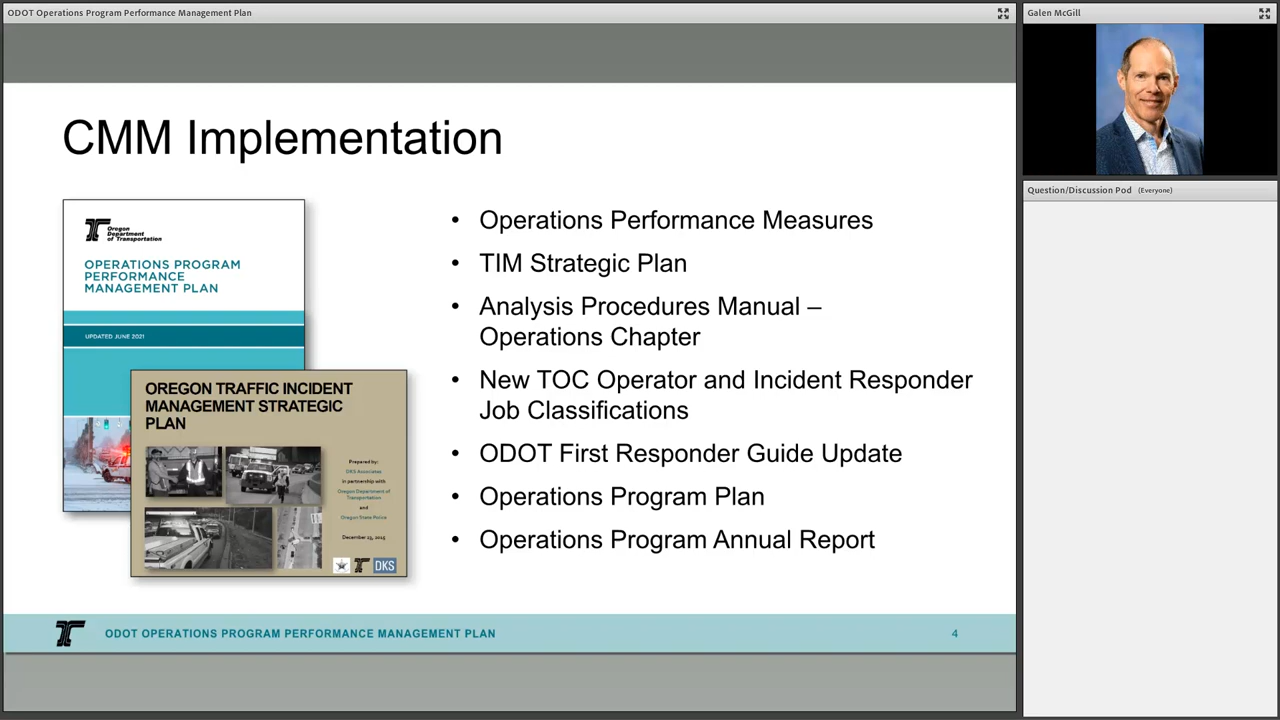 ODOT Operations Program Performance Management Plan
Galen McGill
Question/Discussion Pod (Everyone)
CMM Implementation
Oregon
Department
of Transportation
OPERATIONS PROGRAM
PERFORMANCE
MANAGEMENT PLAN
UPDATED JUNE 2021
OREGON TRAFFIC INCIDENT
MANAGEMENT STRATEGIC
PLAN
Prepared by:
DKS Associates
in partnership with
Oregon Department of
Transportation
and
Oregon State Police
DKS
• Operations Performance Measures
• TIM Strategic Plan
• Analysis Procedures Manual –
Operations Chapter
• New TOC Operator and Incident Responder
Job Classifications
• ODOT First Responder Guide Update
• Operations Program Plan
• Operations Program Annual Report
ODOT OPERATIONS PROGRAM PERFORMANCE MANAGEMENT PLAN
4